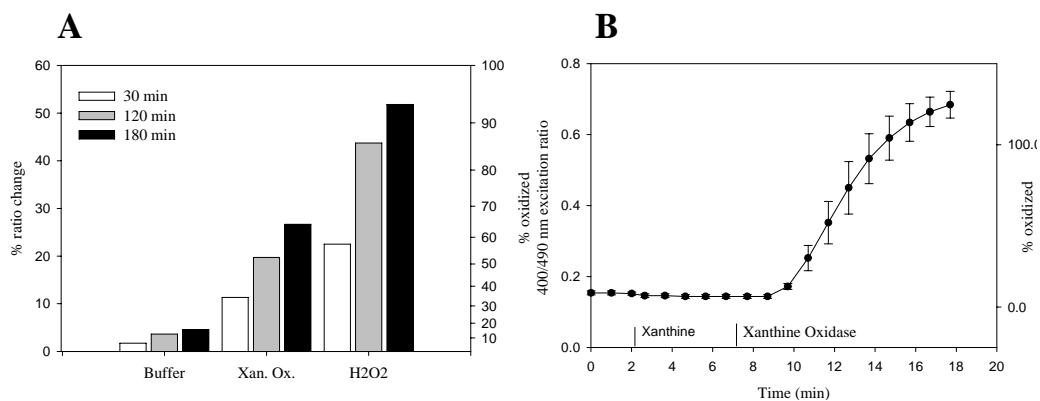 A
% ratio change
60
50
40
30
20
10
0
30 min
120 min
180 min
100
90
80
70
60
50
40
30
20
10
% oxidized
Buffer
Xan. Ox.
H2O2
B
400/490 nm excitation ratio
0.8
0.6
0.4
0.2
0.0
Xanthine
Xanthine Oxidase
100.0
0.0
% oxidized
0 2 4 6 8 10 12 14 16 18 20
Time (min)